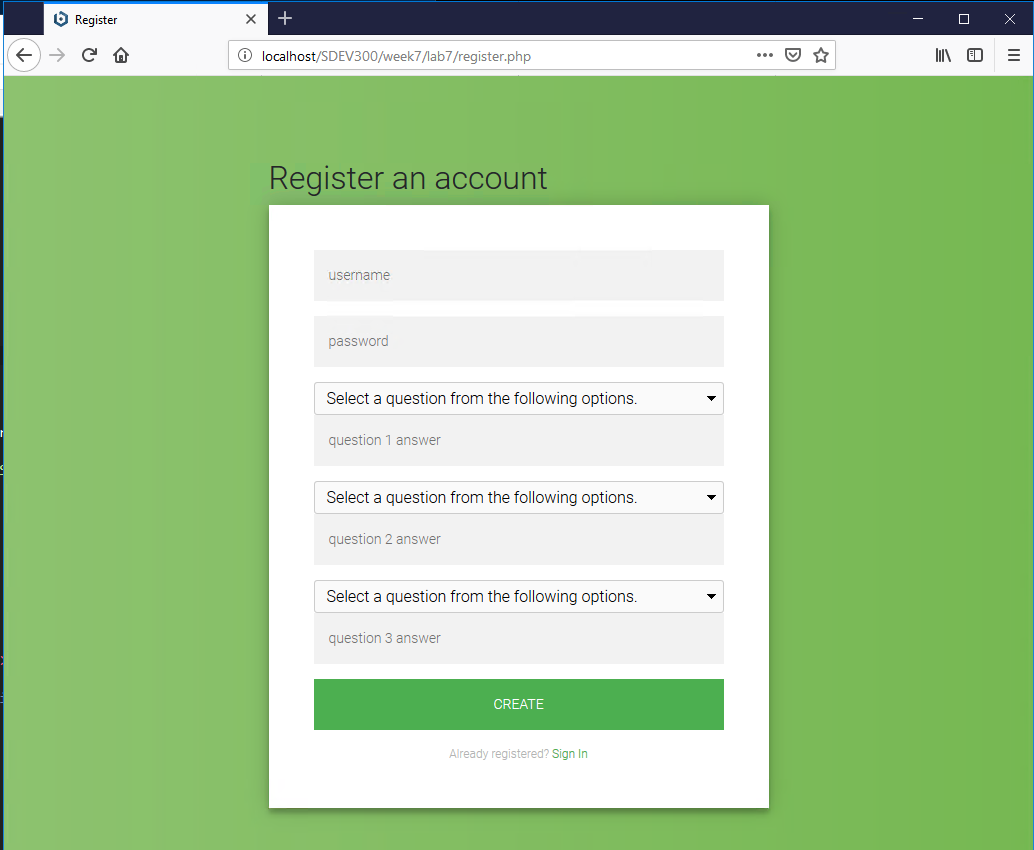 Register
localhost/SDEV300/week7/lab7/register.php
Register an account
username
password
Select a question from the following options.
question 1 answer
Select a question from the following options.
question 2 answer
Select a question from the following options.
question 3 answer
CREATE
Already registered? Sign In